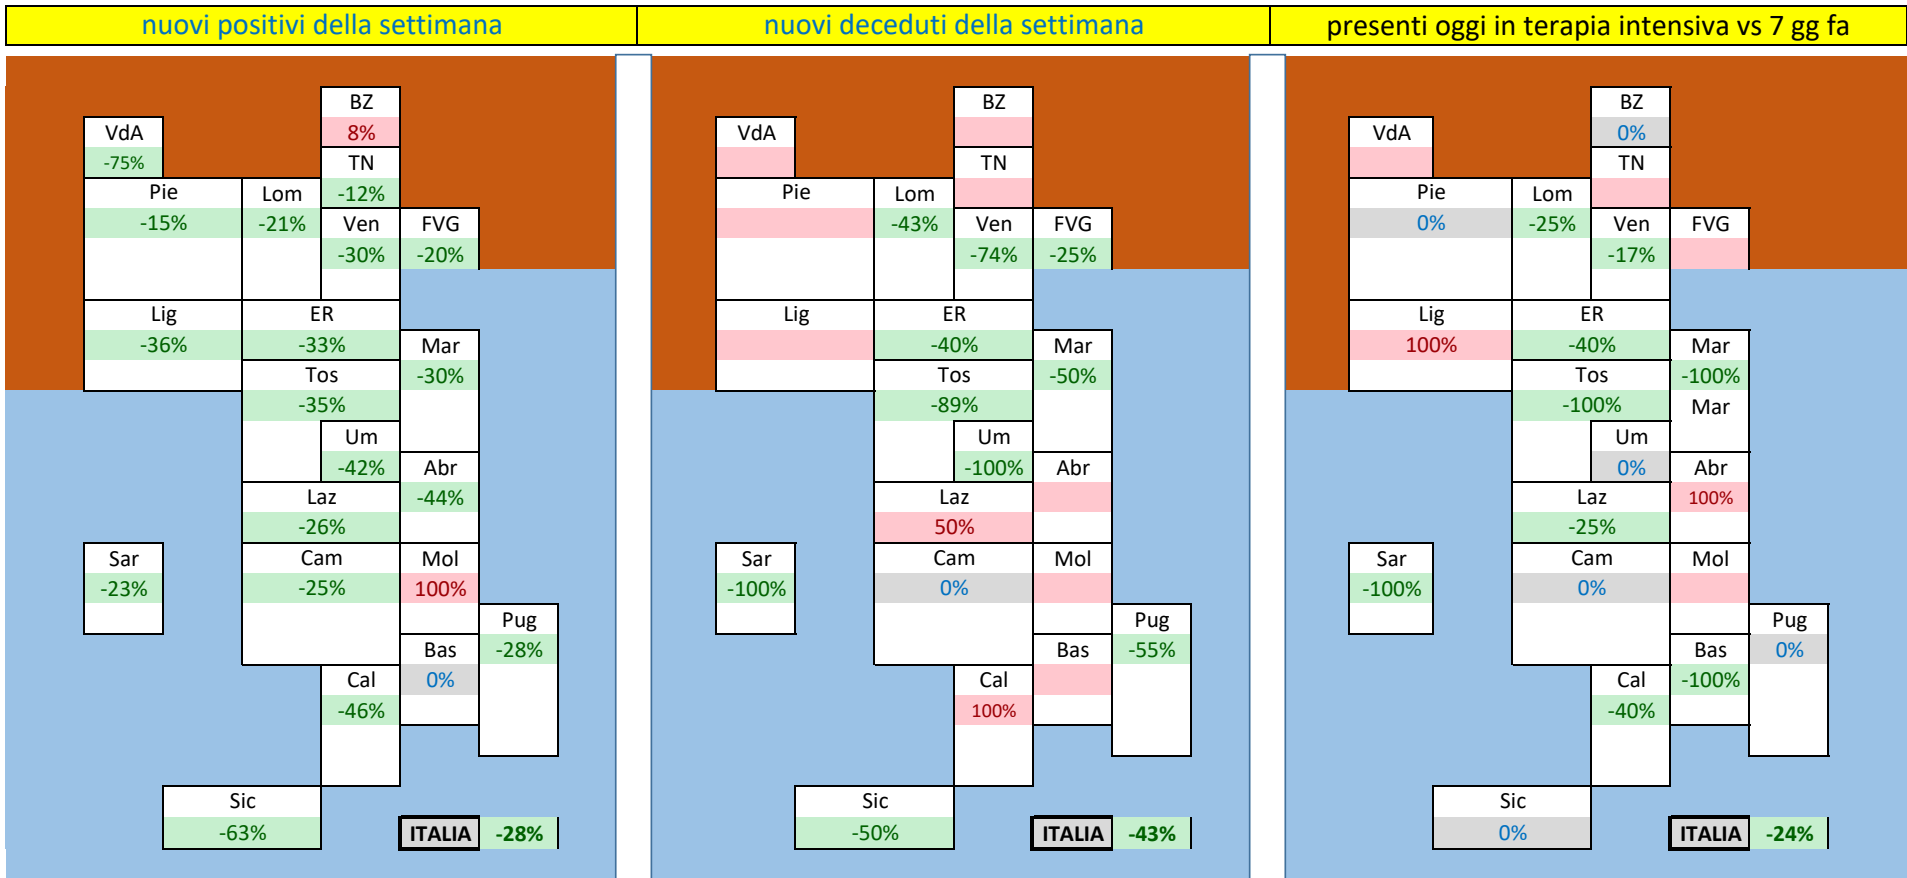 nuovi positivi della settimana
BZ
VdA 8%
-75% TN
Pie Lom -12%
-15% -21% Ven FVG
-30% -20%
Lig ER
-36% -33% Mar
Tos -30%
-35%
Um
-42% Abr
Laz -44%
-26%
Sar Cam Mol
-23% -25% 100%
Pug
Bas -28%
Cal 0%
-46%
Sic
-63% ITALIA -28%
nuovi deceduti della settimana
BZ
VdA
TN
Pie Lom
-43% Ven FVG
-74% -25%
Lig ER
-40% Mar
Tos -50%
-89%
Um
-100% Abr
Laz
50%
Sar Cam Mol
-100% 0%
Pug
Bas -55%
Cal
100%
Sic
-50% ITALIA -43%
presenti oggi in terapia intensiva vs 7 gg fa
BZ
VdA 0%
TN
Pie Lom
0% -25% Ven FVG
-17%
Lig ER
100% -40% Mar
Tos -100%
-100% Mar
Um
0% Abr
Laz 100%
-25%
Sar Cam Mol
-100% 0%
Pug
Bas 0%
Cal -100%
-40%
Sic
0% ITALIA -24%